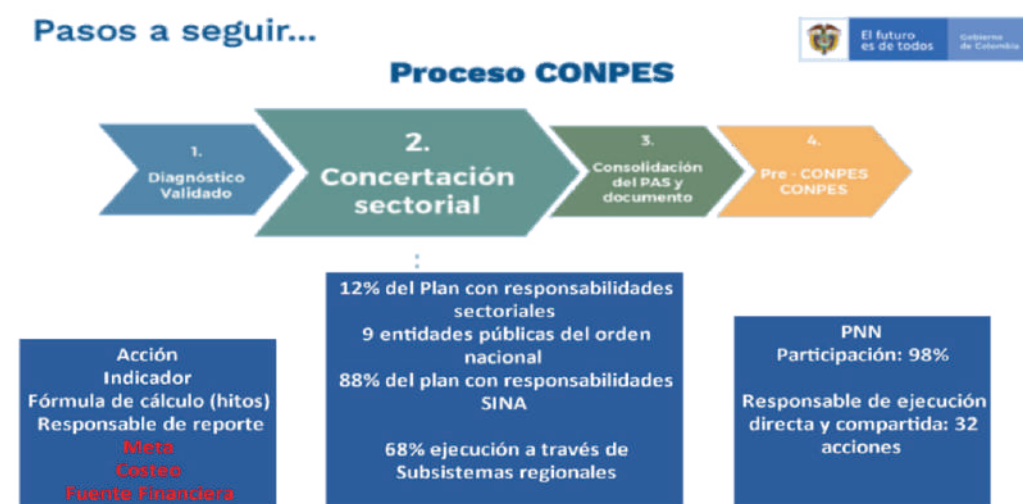 Pasos a seguir...
El futuro
es de todos
Gobierno
de Colombia
Proceso CONPES
1.
Diagnóstico
Validado
2.
Concertación
sectorial
3.
Consolidación
del PAS y
documento
4.
Pre - CONPES
CONPES
Acción
Indicador
Fórmula de cálculo (hitos)
Responsable de reporte
Meta
Costeo
Fuente Financiera
12% del Plan con responsabilidades
sectoriales
9 entidades públicas del orden
nacional
88% del plan con responsabilidades
SINA
68% ejecución a través de
Subsistemas regionales
PNN
Participación: 98%
Responsable de ejecución
directa y compartida: 32
acciones